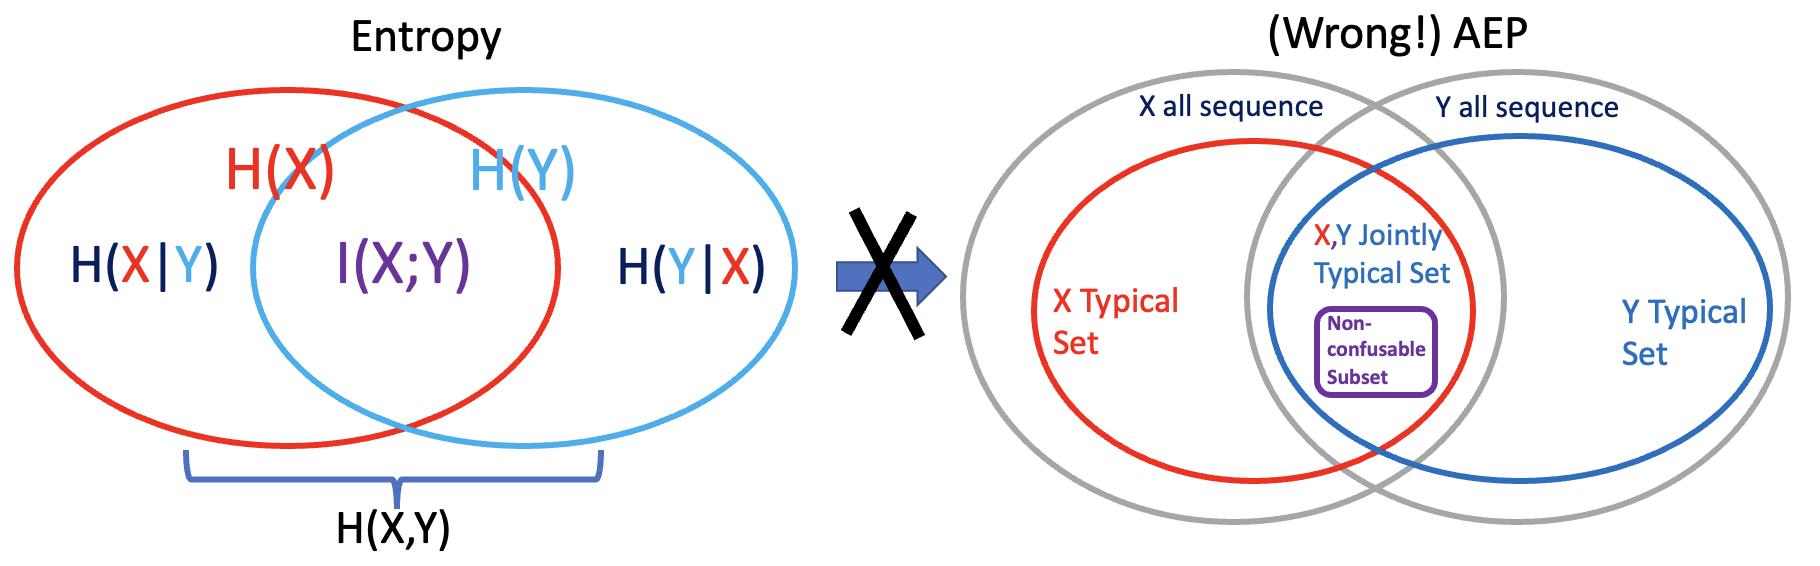 Entropy
H(X)
H(Y)
H(X|Y)
I(X;Y)
H(Y|X)
H(X,Y)
(Wrong!) AEP
X all sequence
Y all sequence
X,Y Jointly
Typical Set
X Typical
Set
Non-
confusable
Subset
Y Typical
Set